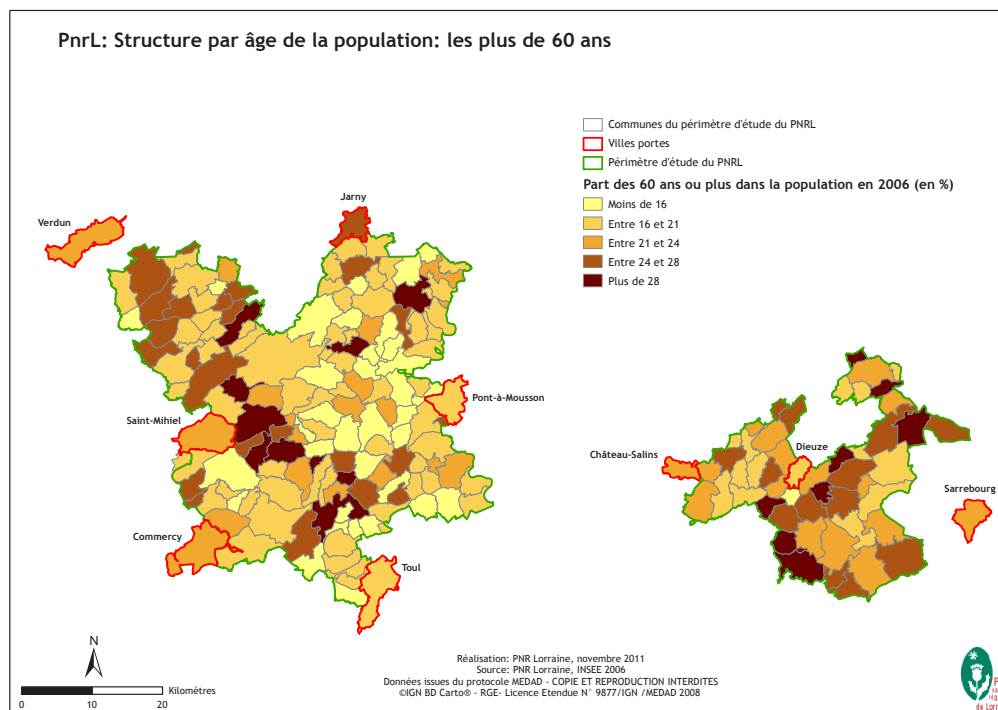 PnrL: Structure par âge de la population: les plus de 60 ans
Communes du périmètre d'étude du PNRL
Villes portes
Périmètre d'étude du PNRL
Part des 60 ans ou plus dans la population en 2006 (en %)
Moins de 16
Entre 16 et 21
Entre 21 et 24
Entre 24 et 28
Plus de 28
Jarny
Verdun
Pont-à-Mousson
Saint-Mihiel
Dieuze
Château-Salins
Sarrebourg
Commercy
Toul
N
Kilomètres
0 10 20
Réalisation: PNR Lorraine, novembre 2011
Source: PNR Lorraine, INSEE 2006
Données issues du protocole MEDAD - COPIE ET REPRODUCTION INTERDITES
©IGN BD Carto® - RGE- Licence Etendue N° 9877/IGN /MEDAD 2008
P
de Lorr